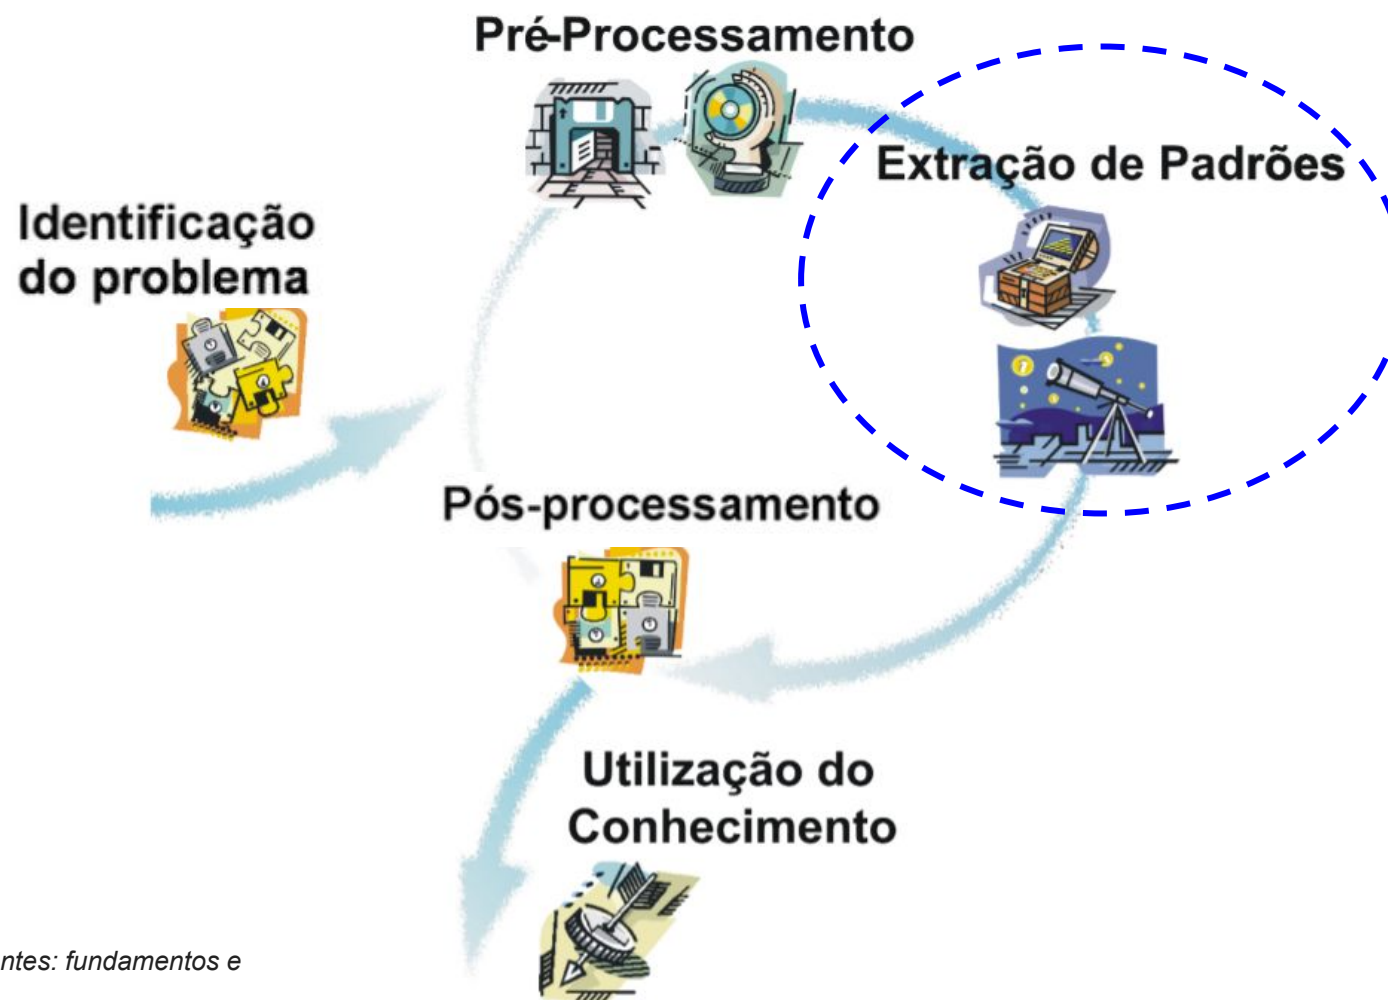 Pré-Processamento
Extração de Padrões
Identificação
do problema
Pós-processamento
Utilização do
Conhecimento
ntes: fundamentos e